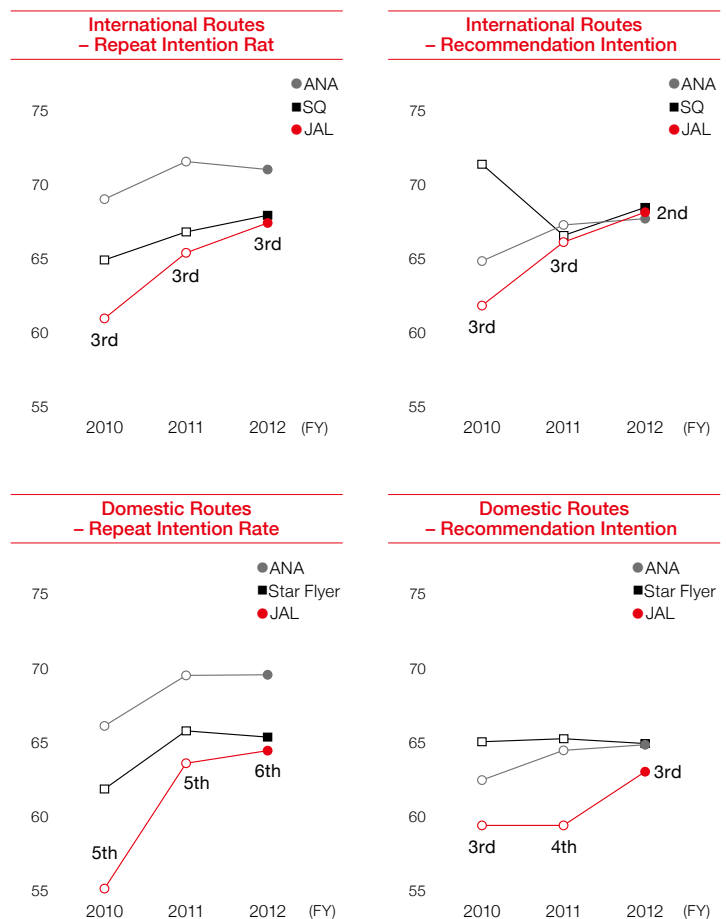 International Routes
– Repeat Intention Rat
ANA
SQ
JAL
75
70
65
60
55
3rd
3rd
3rd
2010 2011 2012 (FY)
International Routes
– Recommendation Intention
ANA
SQ
JAL
75
70
65
60
55
2nd
3rd
3rd
2010 2011 2012 (FY)
Domestic Routes
– Repeat Intention Rate
ANA
Star Flyer
JAL
75
70
65
60
55
6th
5th
5th
2010 2011 2012 (FY)
Domestic Routes
– Recommendation Intention
ANA
Star Flyer
JAL
75
70
65
60
55
3rd
3rd 4th
2010 2011 2012 (FY)